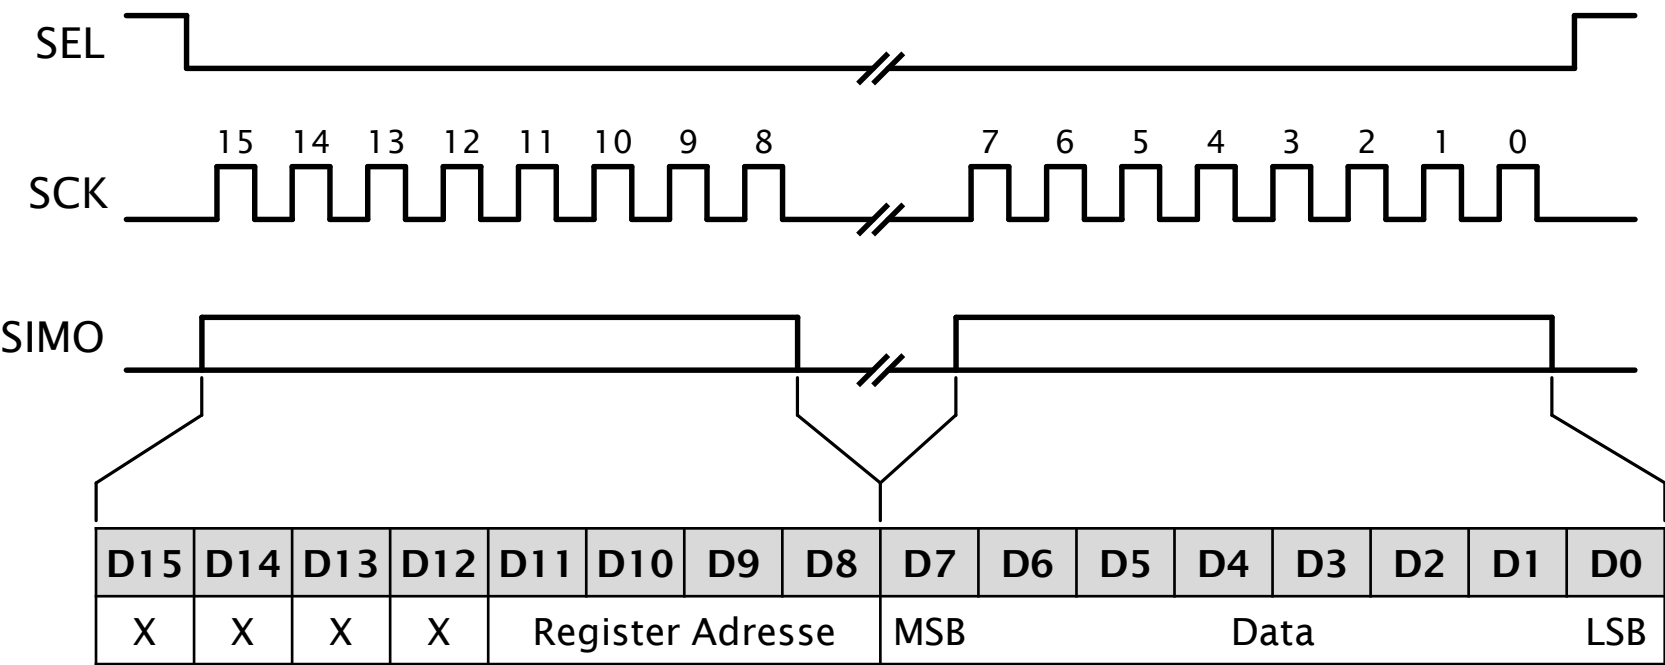 SEL
15 14 13 12 11 10 9 8 7 6 5 4 3 2 1 0
SCK
SIMO
D15 D14 D13 D12 D11 D10 D9 D8 D7 D6 D5 D4 D3 D2 D1 D0
X X X X Register Adresse MSB Data LSB